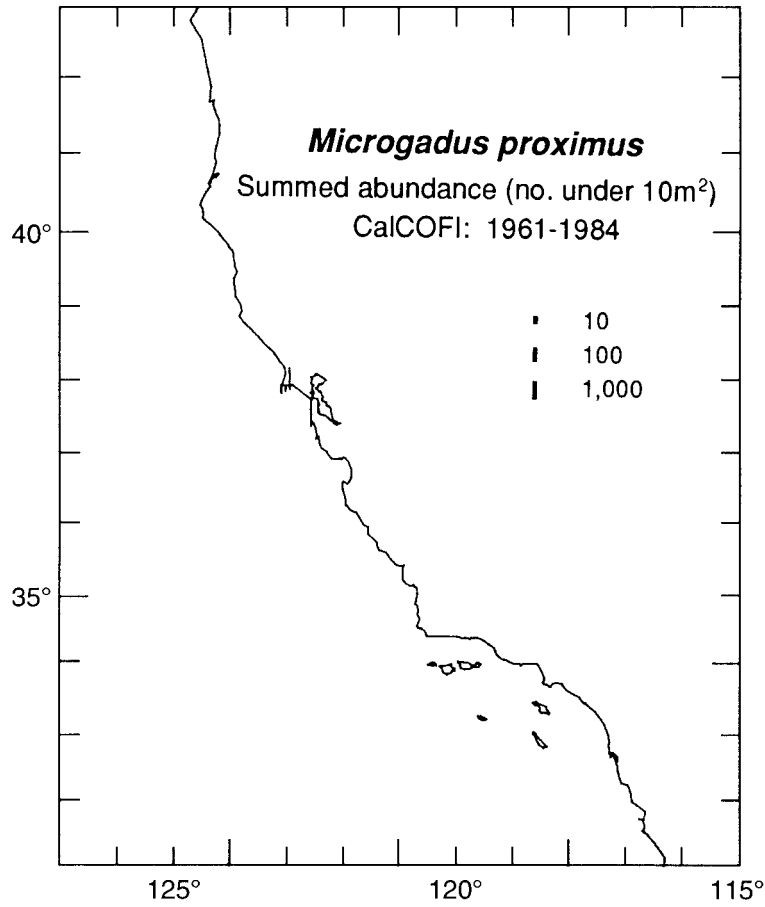 Microgadus proximus
Summed abundance (no. under 10m²)
CalCOFI: 1961-1984
40°
10
100
1,000
35°
125° 120° 115°